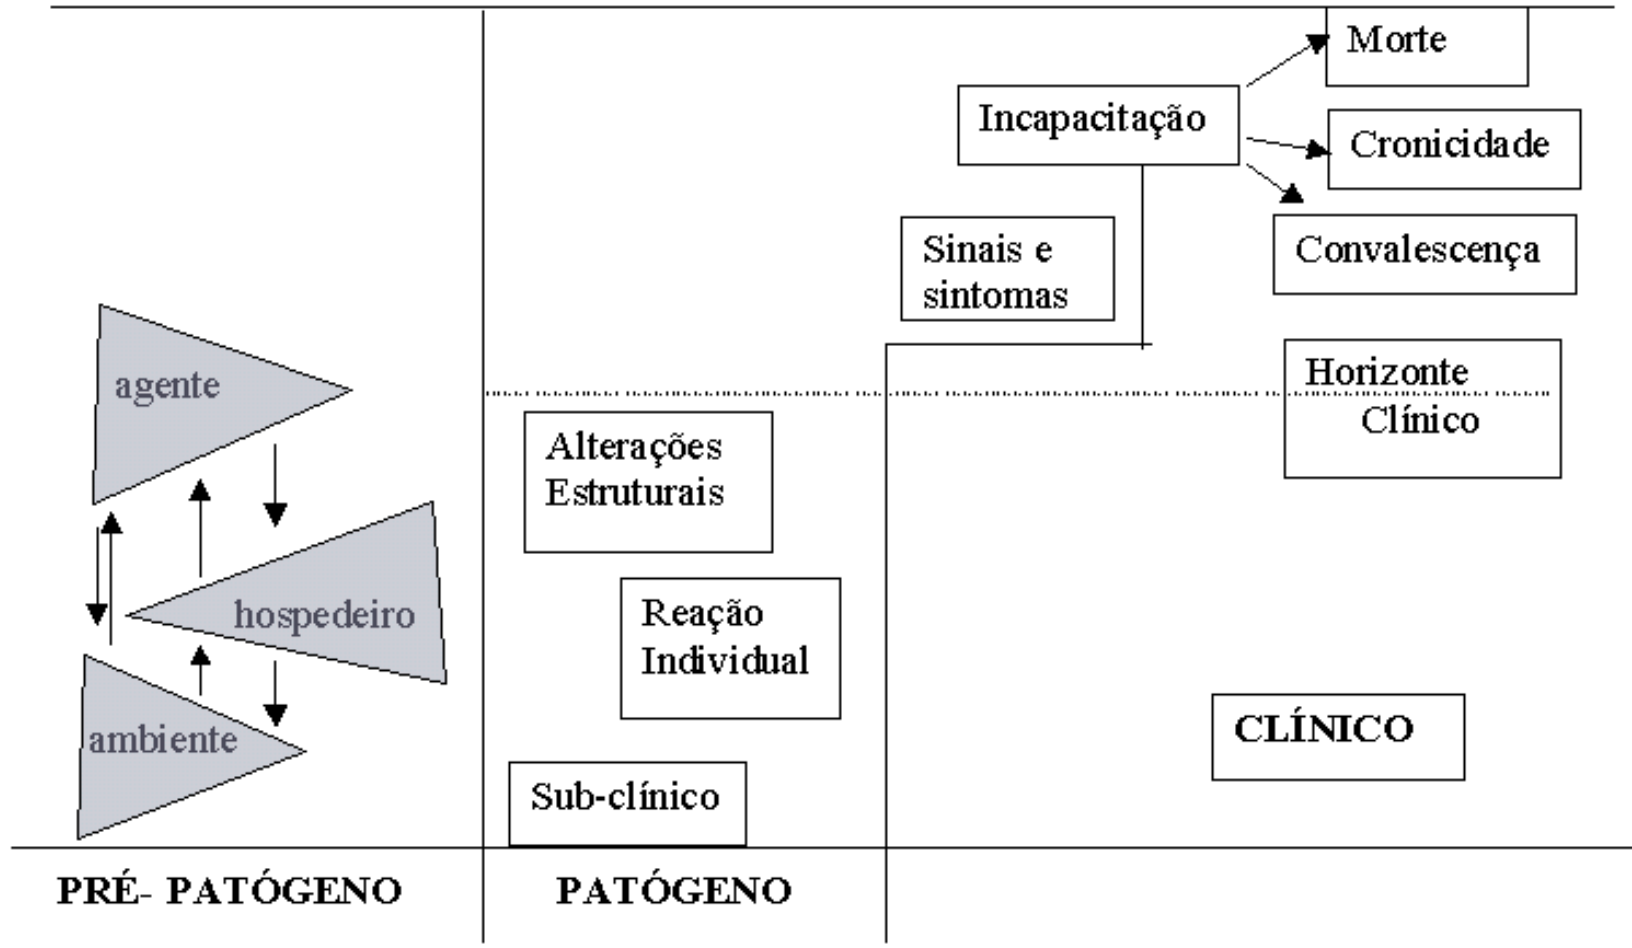 Morte
Incapacitação
Cronicidade
Sinais e
sintomas
Convalescença
agente
Horizonte
Clínico
Alterações
Estruturais
hospedeiro
Reação
Individual
ambiente
CLÍNICO
Sub-clínico
PRÉ- PATÓGENO
PATÓGENO